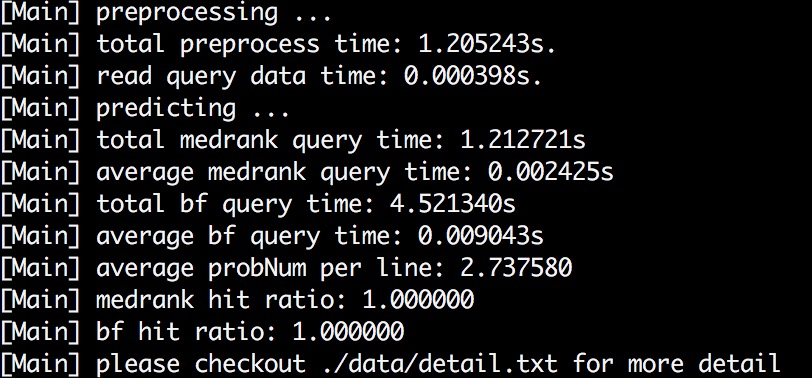 [Main] preprocessing ...
[Main] total preprocess time: 1.205243s.
[Main] read query data time: 0.000398s.
[Main] predicting ...
[Main] total medrank query time: 1.212721s
[Main] average medrank query time: 0.002425s
[Main] total bf query time: 4.521340s
[Main] average bf query time: 0.009043s
[Main] average probNum per line: 2.737580
[Main] medrank hit ratio: 1.000000
[Main] bf hit ratio: 1.000000
[Main] please checkout ./data/detail.txt for more detail